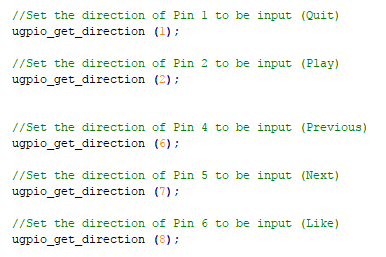 //Set the direction of Pin 1 to be input (Quit)
ugpio_get_direction (1);
//Set the direction of Pin 2 to be input (Play)
ugpio_get_direction (2);
//Set the direction of Pin 4 to be input (Previous)
ugpio_get_direction (6);
//Set the direction of Pin 5 to be input (Next)
ugpio_get_direction (7);
//Set the direction of Pin 6 to be input (Like)
ugpio_get_direction (8);